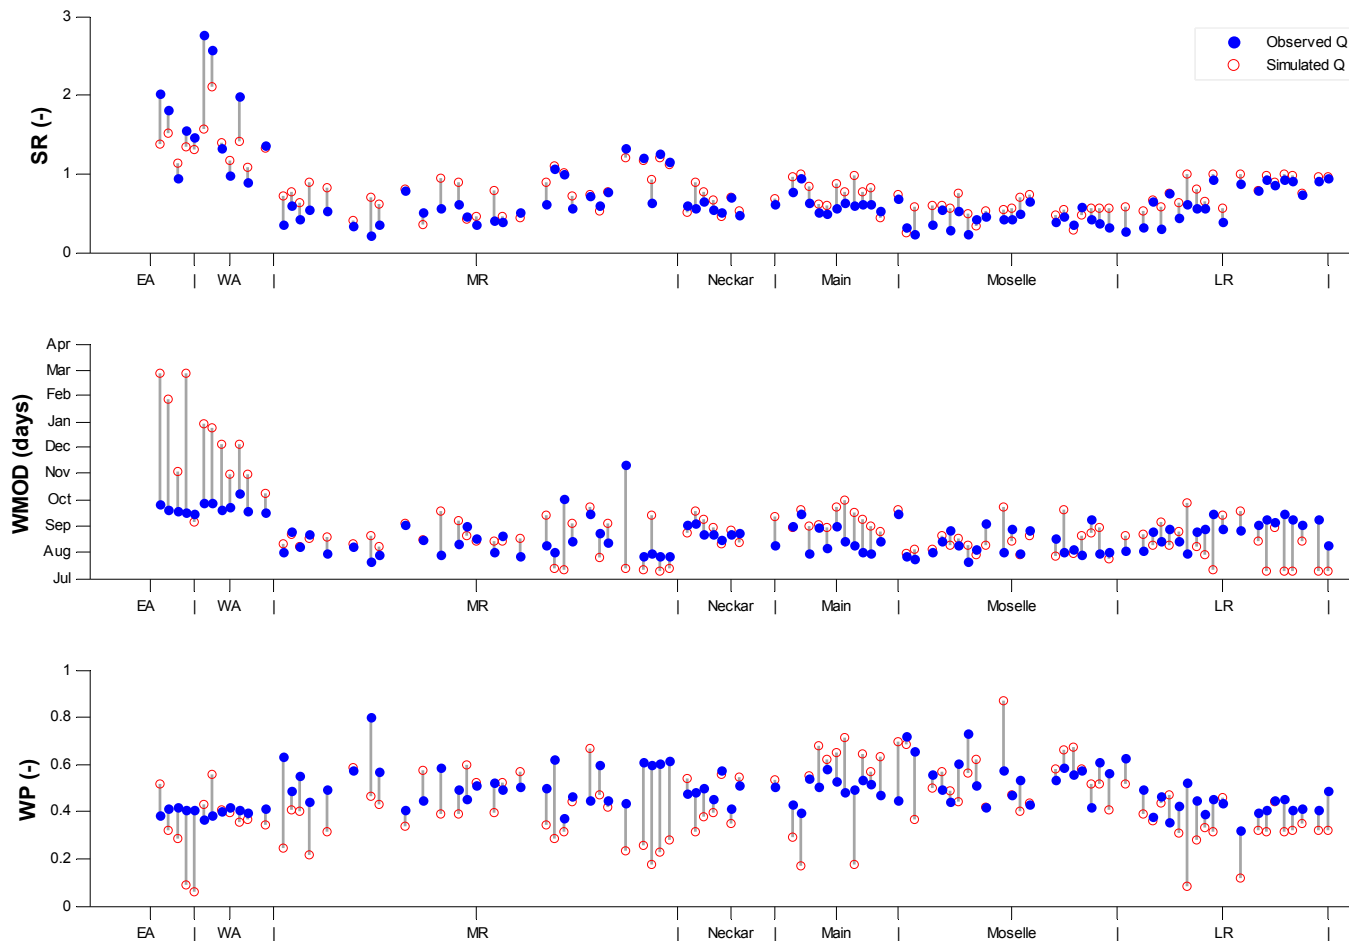 3
2
1
0
SR (-)
Observed Q
Simulated Q
EA | WA | MR | Neckar | Main | Moselle | LR |
Apr
Mar
Feb
Jan
Dec
Nov
Oct
Sep
Aug
Jul
WMOD (days)
EA | WA | MR | Neckar | Main | Moselle | LR |
1
0.8
0.6
0.4
0.2
0
WP (-)
EA | WA | MR | Neckar | Main | Moselle | LR |